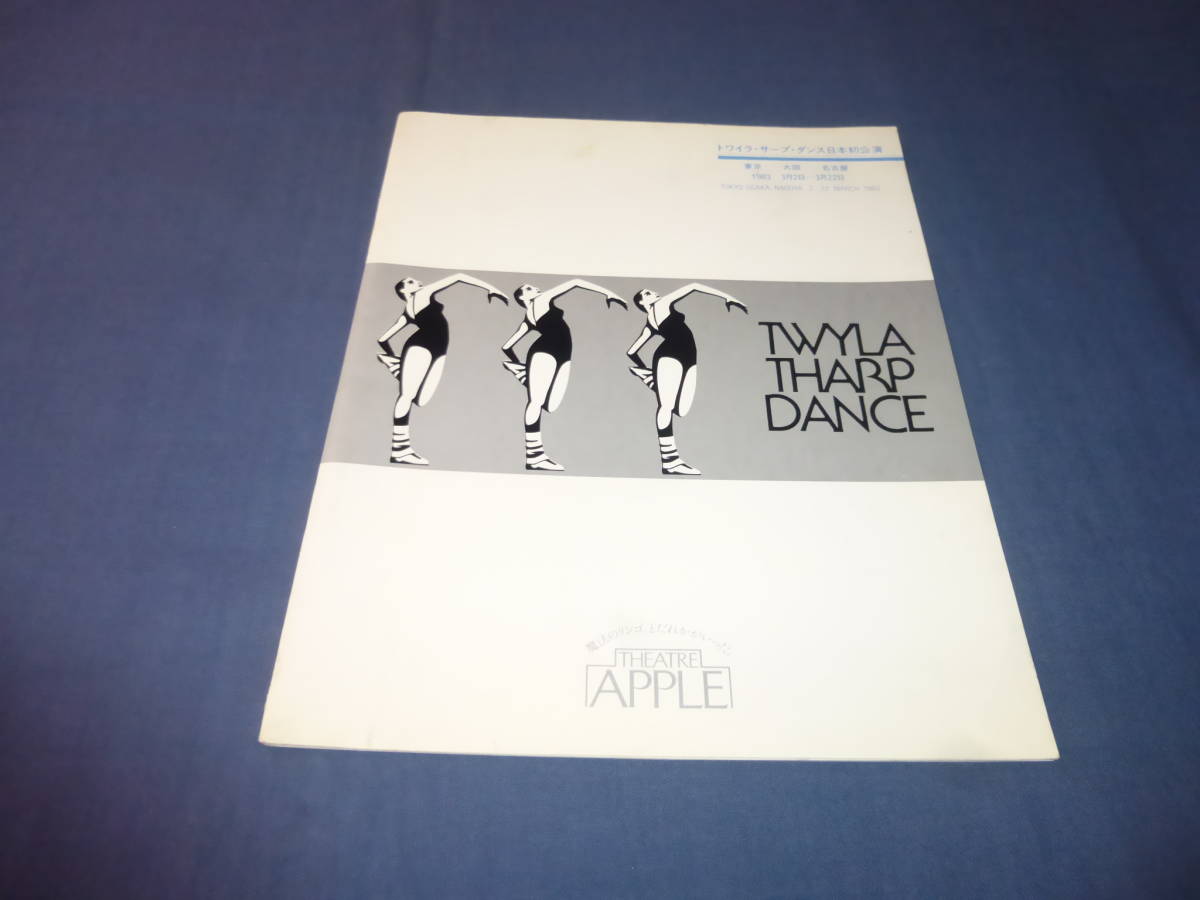 トワイラ・サープ・ダンス日本初公演
東京 大阪 名古屋
1983 3月2日-3月22日
TOKYO, OSAKA, NAGOYA 2-22 MARCH 1983
TWYLA
THARP
DANCE
THEATRE
APPLE